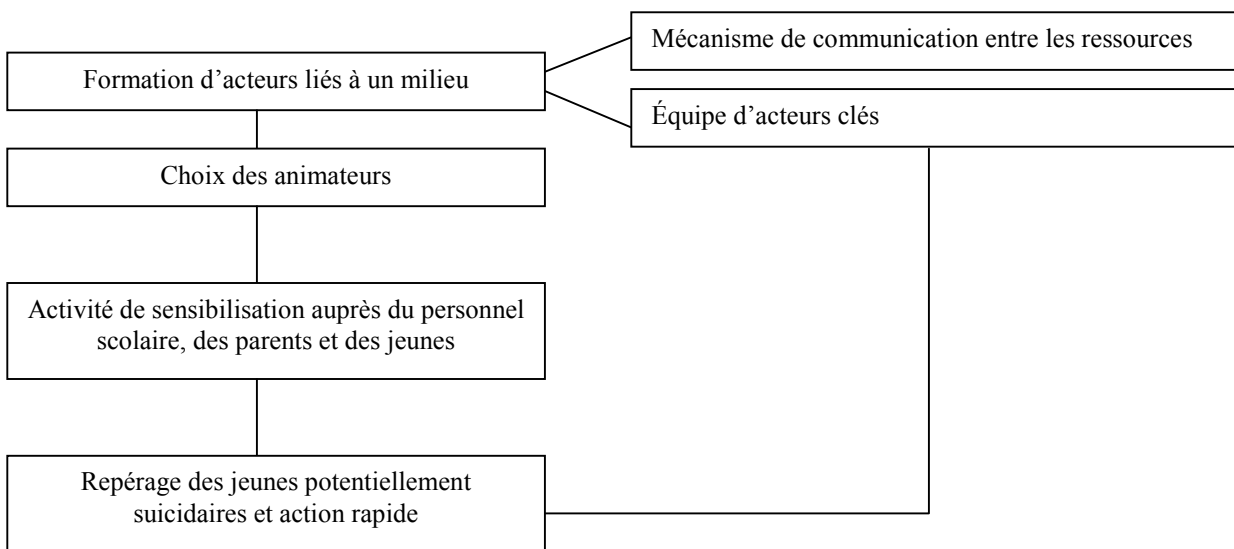 Mécanisme de communication entre les ressources
Formation d’acteurs liés à un milieu
Équipe d’acteurs clés
Choix des animateurs
Activité de sensibilisation auprès du personnel
scolaire, des parents et des jeunes
Repérage des jeunes potentiellement
suicidaires et action rapide